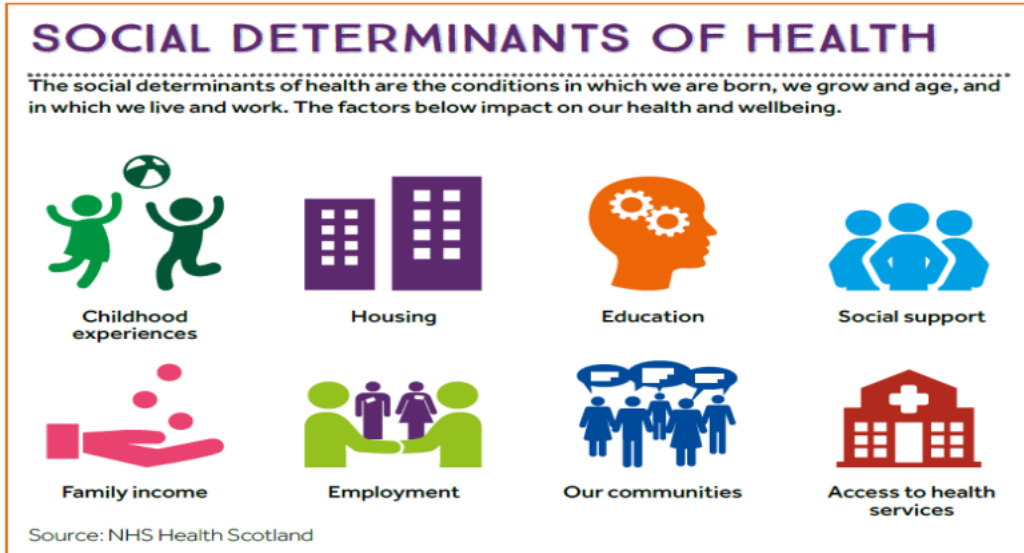 SOCIAL DETERMINANTS OF HEALTH
The social determinants of health are the conditions in which we are born, we grow and age, and
in which we live and work. The factors below impact on our health and wellbeing.
Childhood
experiences
Housing
Education
Social support
Family income
Employment
Our communities
Access to health
services
Source: NHS Health Scotland